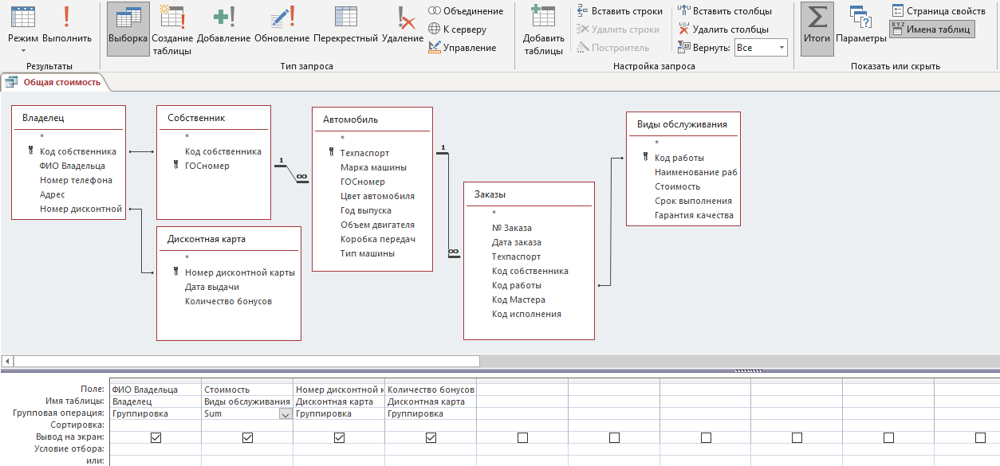 Режим
Выполнить
Результаты
Выборка
Создание таблицы
Добавление
Обновление
Перекрестный
Удаление
Объединение
К серверу
Управление
Тип запроса
Добавить таблицы
Вставить строки
Удалить строки
Построитель
Вставить столбцы
Удалить столбцы
Вернуть: Все
Настройка запроса
Итоги
Параметры
Страница свойств
XYZ Имена таблиц
Показать или скрыть
Общая стоимость
Владелец
*
Код собственника
ФИО Владельца
Номер телефона
Адрес
Номер дисконтной
Собственник
*
Код собственника
ГОСномер
1
∞
Дисконтная карта
*
Номер дисконтной карты
Дата выдачи
Количество бонусов
Автомобиль
*
Техпаспорт
Марка машины
ГОСномер
Цвет автомобиля
Год выпуска
Объем двигателя
Коробка передач
Тип машины
1
∞
Заказы
*
№ Заказа
Дата заказа
Техпаспорт
Код собственника
Код работы
Код Мастера
Код исполнения
Виды обслуживания
*
Код работы
Наименование раб
Стоимость
Срок выполнения
Гарантия качества
Поле: ФИО Владельца Стоимость Номер дисконтной к Количество бонусов
Имя таблицы: Владелец Виды обслуживания Дисконтная карта Дисконтная карта
Групповая операция: Группировка Sum Группировка Группировка
Сортировка:
Вывод на экран:
Условие отбора:
или: